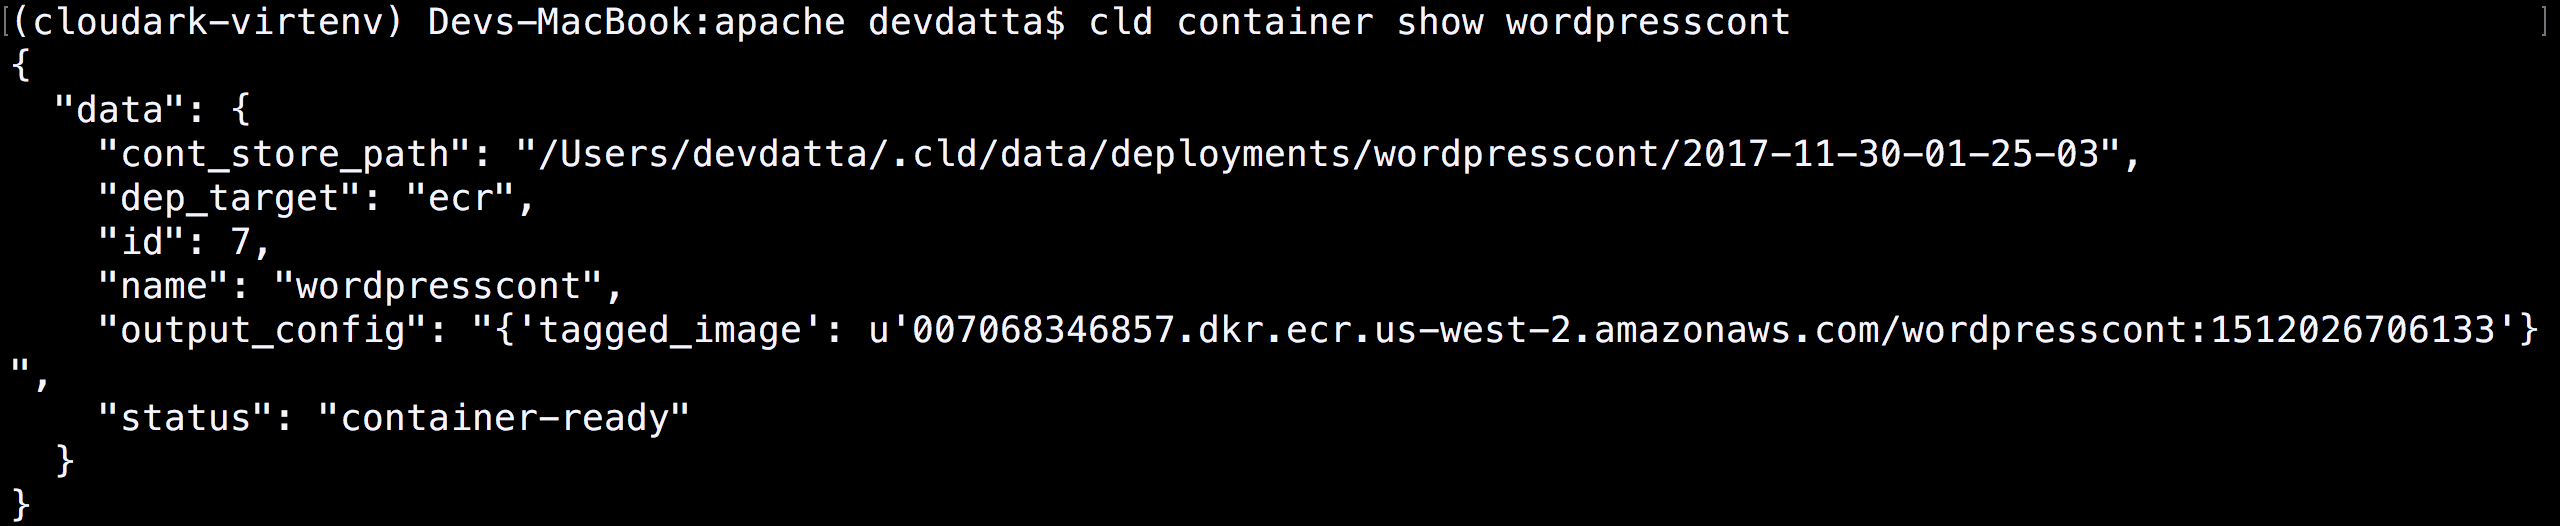 [(cloudark-virtenv) Devs-MacBook:apache devdatta$ cld container show wordpresscont ]
{
  "data": {
    "cont_store_path": "/Users/devdatta/.cld/data/deployments/wordpresscont/2017-11-30-01-25-03",
    "dep_target": "ecr",
    "id": 7,
    "name": "wordpresscont",
    "output_config": "{'tagged_image': u'007068346857.dkr.ecr.us-west-2.amazonaws.com/wordpresscont:1512026706133'}
",
    "status": "container-ready"
  }
}